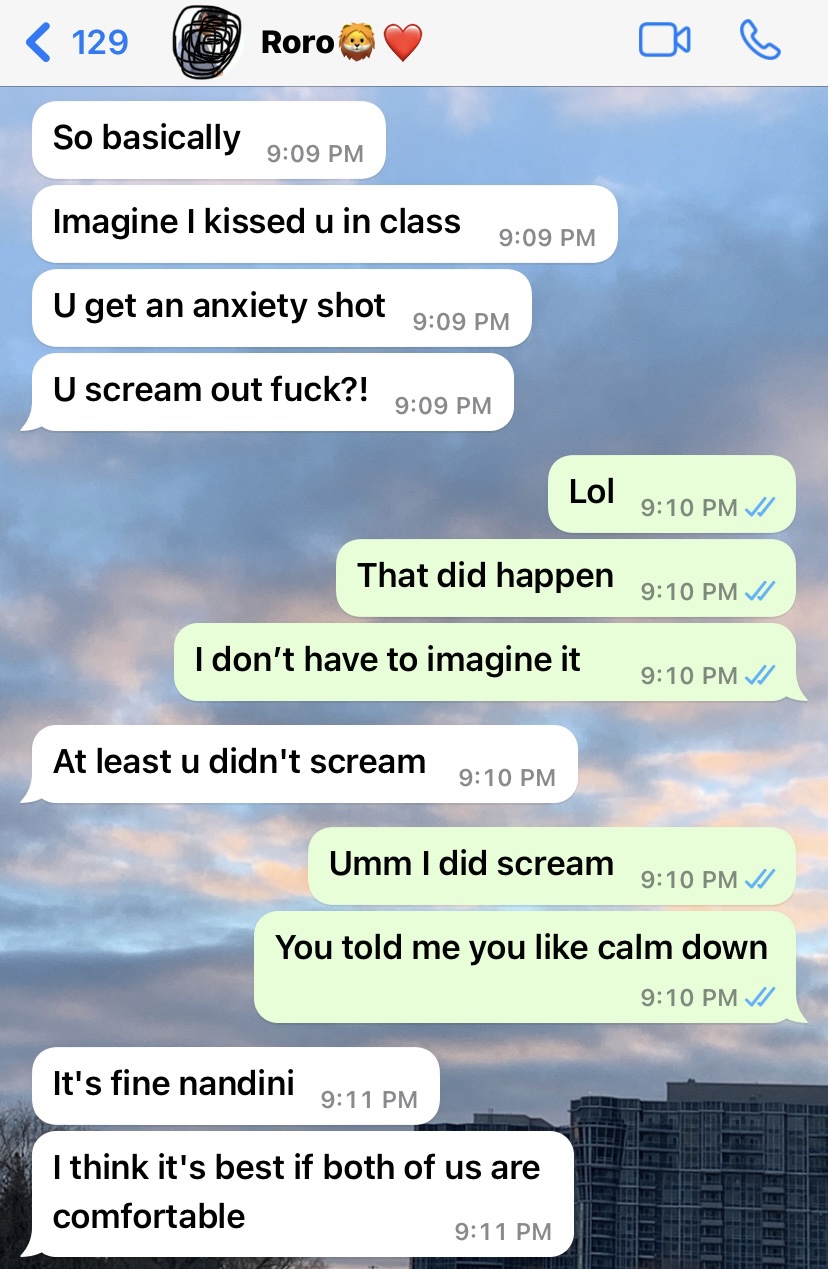 129
Roro🦁❤️
So basically
9:09 PM
Imagine I kissed u in class
9:09 PM
U get an anxiety shot
9:09 PM
U scream out fuck?!
9:09 PM
Lol
9:10 PM
That did happen
9:10 PM
I don’t have to imagine it
9:10 PM
At least u didn't scream
9:10 PM
Umm I did scream
9:10 PM
You told me you like calm down
9:10 PM
It's fine nandini
9:11 PM
I think it's best if both of us are
comfortable
9:11 PM